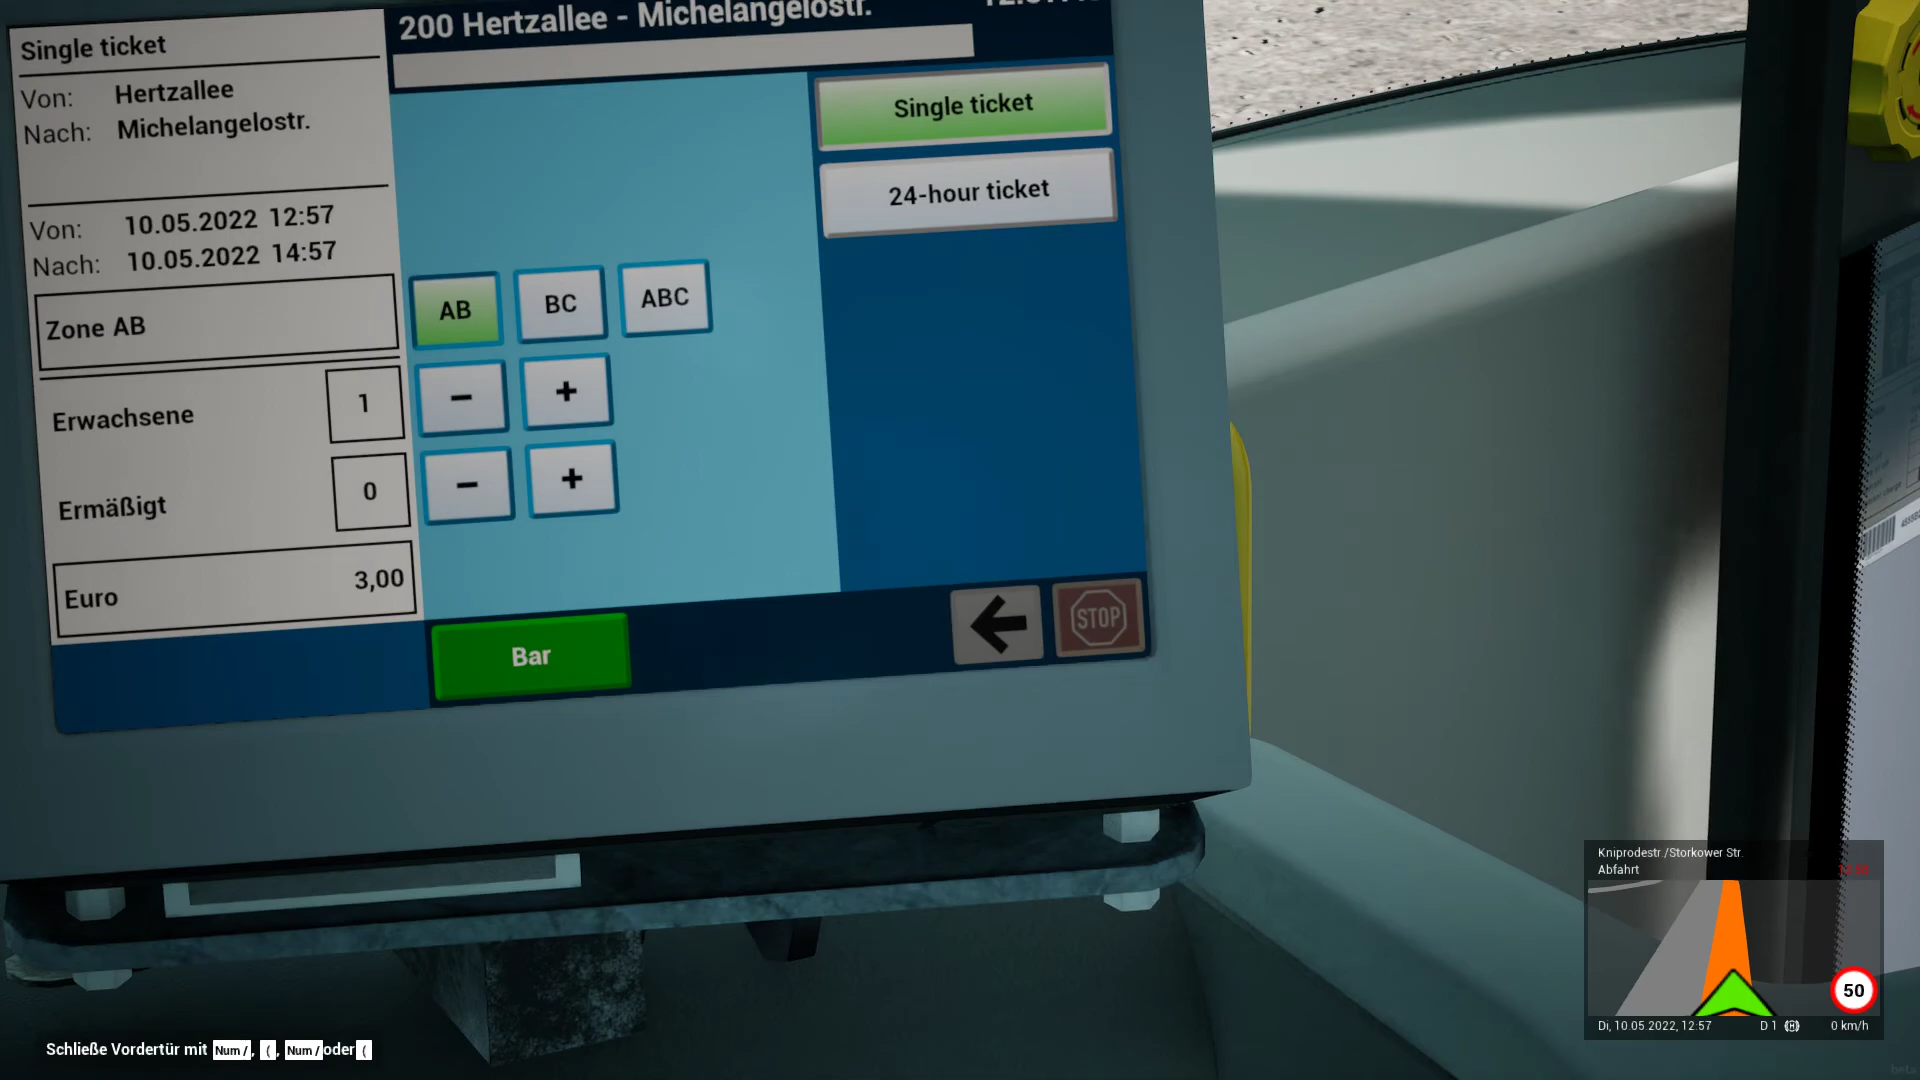 200 Hertzallee - Michelangelostr.
Single ticket
Von: Hertzallee
Nach: Michelangelostr.
Von: 10.05.2022 12:57
Nach: 10.05.2022 14:57
Zone AB
Erwachsene 1
Ermäßigt 0
Euro 3,00
AB BC ABC
- +
- +
Single ticket
24-hour ticket
Bar
STOP
Kniprodestr./Storkower Str.
Abfahrt
50
Di, 10.05.2022, 12:57 D 1 0 km/h
Schließe Vordertür mit Num /, (, Num / oder (
beta